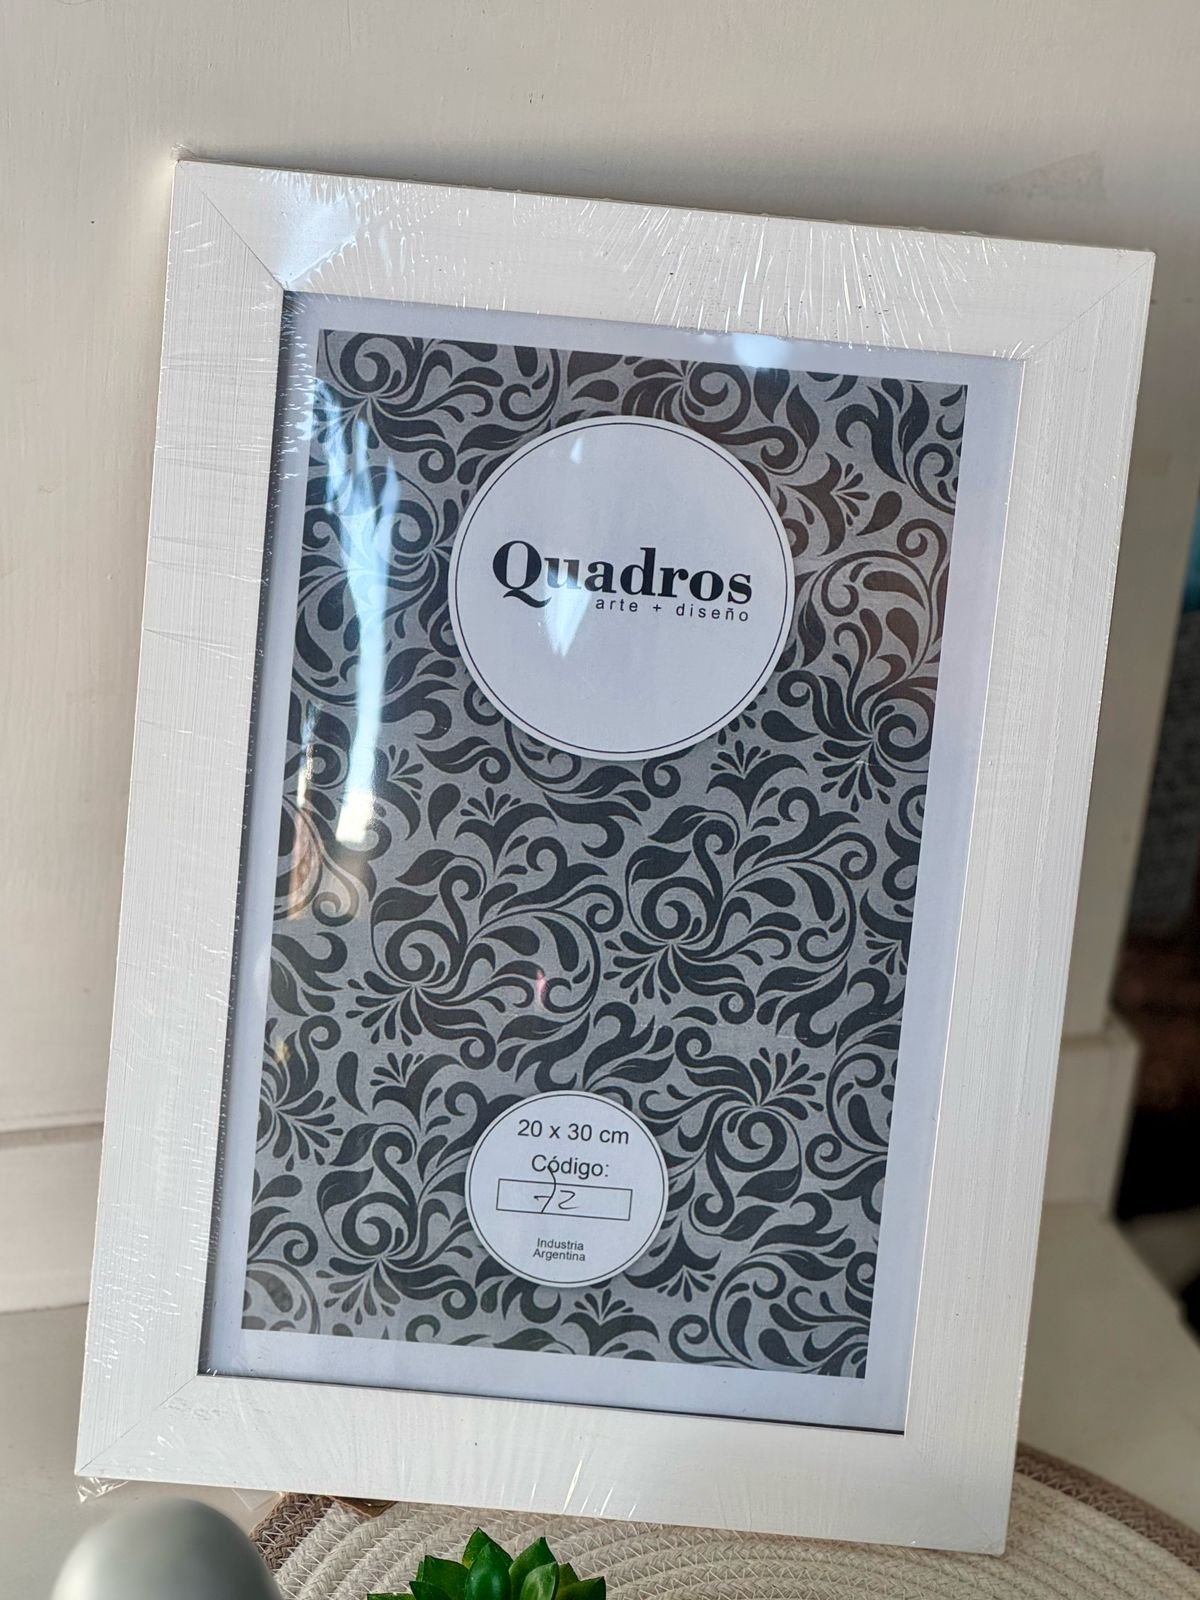 Quadros
arte + diseño
20 x 30 cm
Código:
72
Industria
Argentina